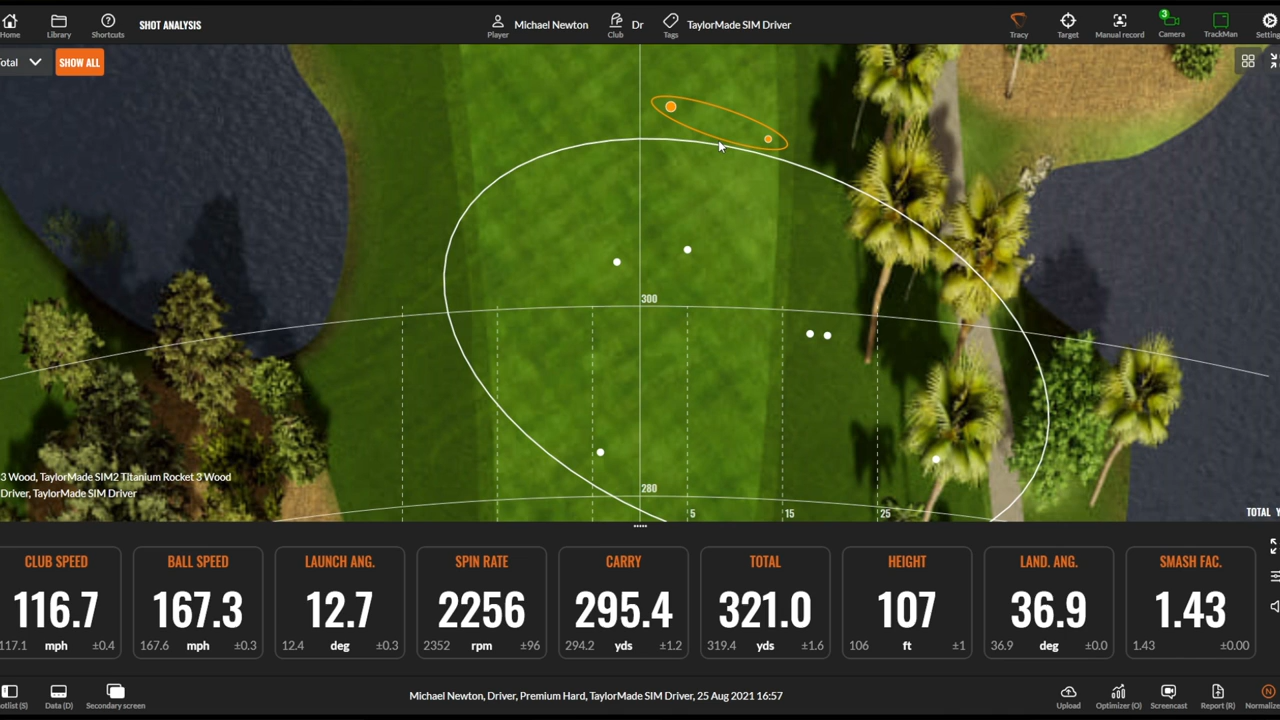 SHOT ANALYSIS
Michael Newton
Dr
TaylorMade SIM Driver
Home
Library
Shortcuts
Player
Club
Tags
Tracy
Target
Manual record
3
Camera
TrackMan
Setting
otal
SHOW ALL
300
280
5
15
25
3 Wood, TaylorMade SIM2 Titanium Rocket 3 Wood
Driver, TaylorMade SIM Driver
TOTAL Y
CLUB SPEED
116.7
117.1 mph ±0.4
BALL SPEED
167.3
167.6 mph ±0.3
LAUNCH ANG.
12.7
12.4 deg ±0.3
SPIN RATE
2256
2352 rpm ±96
CARRY
295.4
294.2 yds ±1.2
TOTAL
321.0
319.4 yds ±1.6
HEIGHT
107
106 ft ±1
LAND. ANG.
36.9
36.9 deg ±0.0
SMASH FAC.
1.43
1.43 ±0.00
otlist (S)
Data (D)
Secondary screen
Michael Newton, Driver, Premium Hard, TaylorMade SIM Driver, 25 Aug 2021 16:57
Upload
Optimizer (O)
Screencast
Report (R)
N
Normalize